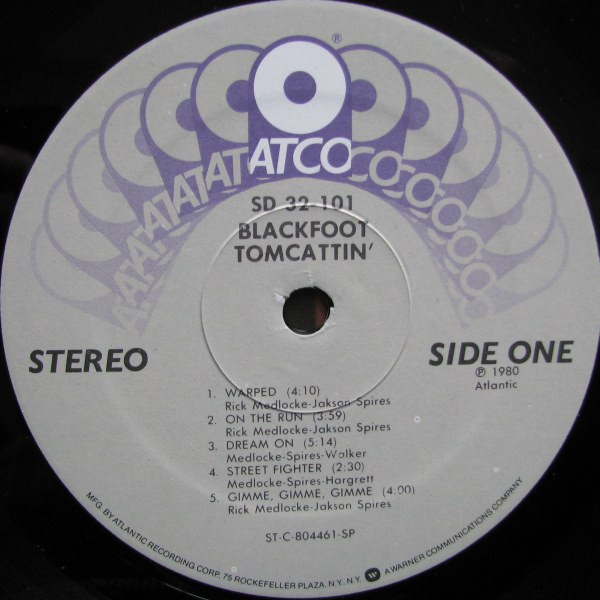 ®
ATCO
SD 32-101
BLACKFOOT
TOMCATTIN'
STEREO
SIDE ONE
℗ 1980
Atlantic
1. WARPED (4:10)
Rick Medlocke-Jakson Spires
2. ON THE RUN (3:59)
Rick Medlocke-Jakson Spires
3. DREAM ON (5:14)
Medlocke-Spires-Walker
4. STREET FIGHTER (2:30)
Medlocke-Spires-Hargrett
5. GIMME, GIMME, GIMME (4:00)
Rick Medlocke-Jakson Spires
ST-C-804461-SP
MFG. BY ATLANTIC RECORDING CORP. 75 ROCKEFELLER PLAZA, N.Y. N.Y. A WARNER COMMUNICATIONS COMPANY